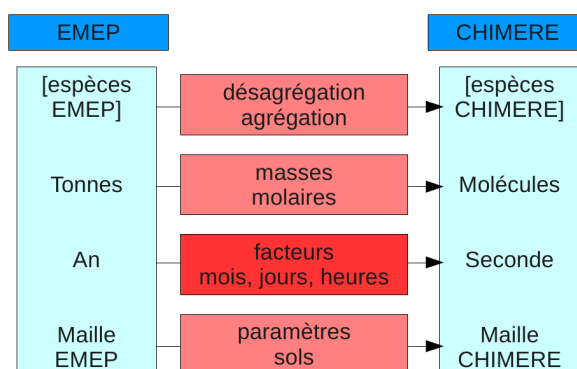 EMEP
CHIMERE
[espèces
EMEP]
désagrégation
agrégation
[espèces
CHIMERE]
Tonnes
masses
molaires
Molécules
An
facteurs
mois, jours, heures
Seconde
Maille
EMEP
paramètres
sols
Maille
CHIMERE